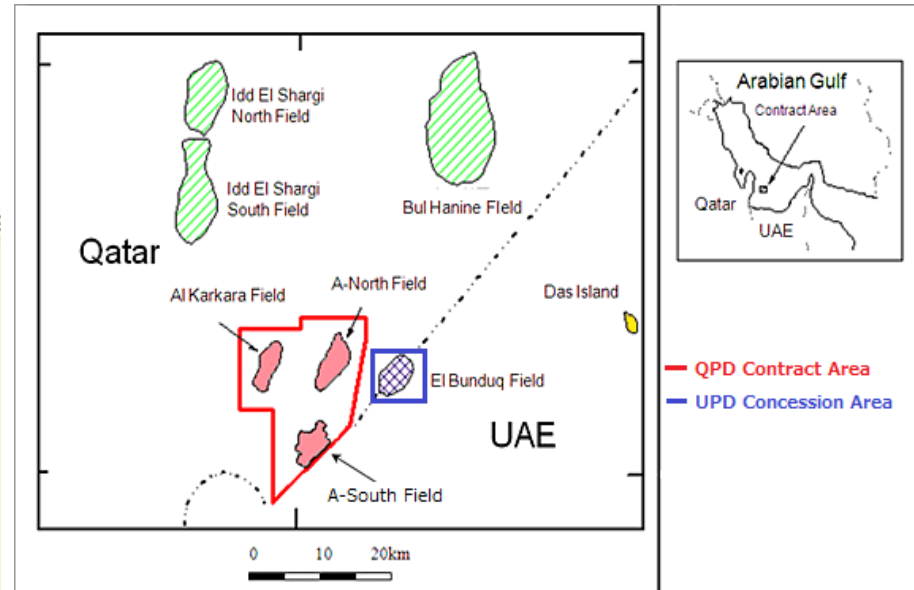 Idd El Shargi
North Field
Idd El Shargi
South Field
Bul Hanine FIeld
Qatar
A-North Field
Al Karkara Field
Das Island
El Bunduq Field
UAE
A-South Field
0 10 20km
Arabian Gulf
Contract Area
Qatar
UAE
QPD Contract Area
UPD Concession Area